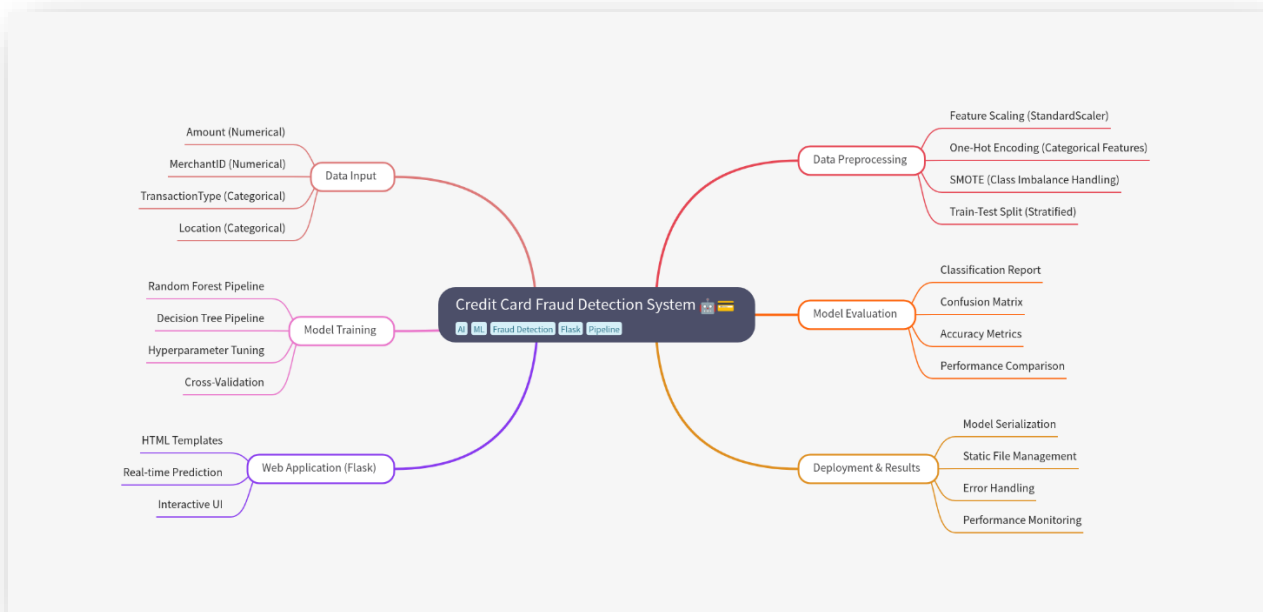 Credit Card Fraud Detection System 🤖💳
AI ML Fraud Detection Flask Pipeline
Data Input
Amount (Numerical)
MerchantID (Numerical)
TransactionType (Categorical)
Location (Categorical)
Model Training
Random Forest Pipeline
Decision Tree Pipeline
Hyperparameter Tuning
Cross-Validation
Web Application (Flask)
HTML Templates
Real-time Prediction
Interactive UI
Data Preprocessing
Feature Scaling (StandardScaler)
One-Hot Encoding (Categorical Features)
SMOTE (Class Imbalance Handling)
Train-Test Split (Stratified)
Model Evaluation
Classification Report
Confusion Matrix
Accuracy Metrics
Performance Comparison
Deployment & Results
Model Serialization
Static File Management
Error Handling
Performance Monitoring